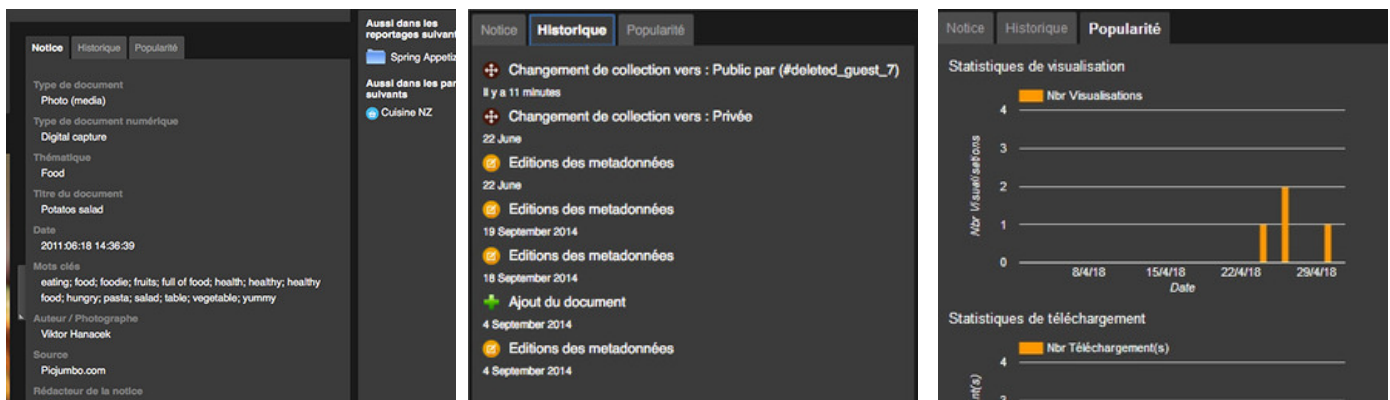 Notice Historique Popularité
Type de document
Photo (media)
Type de document numérique
Digital capture
Thématique
Food
Titre du document
Potatos salad
Date
2011:06:18 14:36:39
Mots clés
eating; food; foodie; fruits; full of food; health; healthy; healthy
food; hungry; pasta; salad; table; vegetable; yummy
Auteur / Photographe
Viktor Hanacek
Source
Picjumbo.com
Rédacteur de la notice
Aussi dans les
reportages suivant
Spring Appetiz
Aussi dans les par
suivants
Cuisine NZ
Notice Historique Popularité
Changement de collection vers : Public par (#deleted_guest_7)
Il y a 11 minutes
Changement de collection vers : Privée
22 June
Editions des metadonnées
22 June
Editions des metadonnées
19 September 2014
Editions des metadonnées
18 September 2014
Ajout du document
4 September 2014
Editions des metadonnées
4 September 2014
Notice Historique Popularité
Statistiques de visualisation
Nbr Visualisations
4
3
2
1
0
Nbr Visualisations
8/4/18 15/4/18 22/4/18 29/4/18
Date
Statistiques de téléchargement
Nbr Téléchargement(s)
4
3